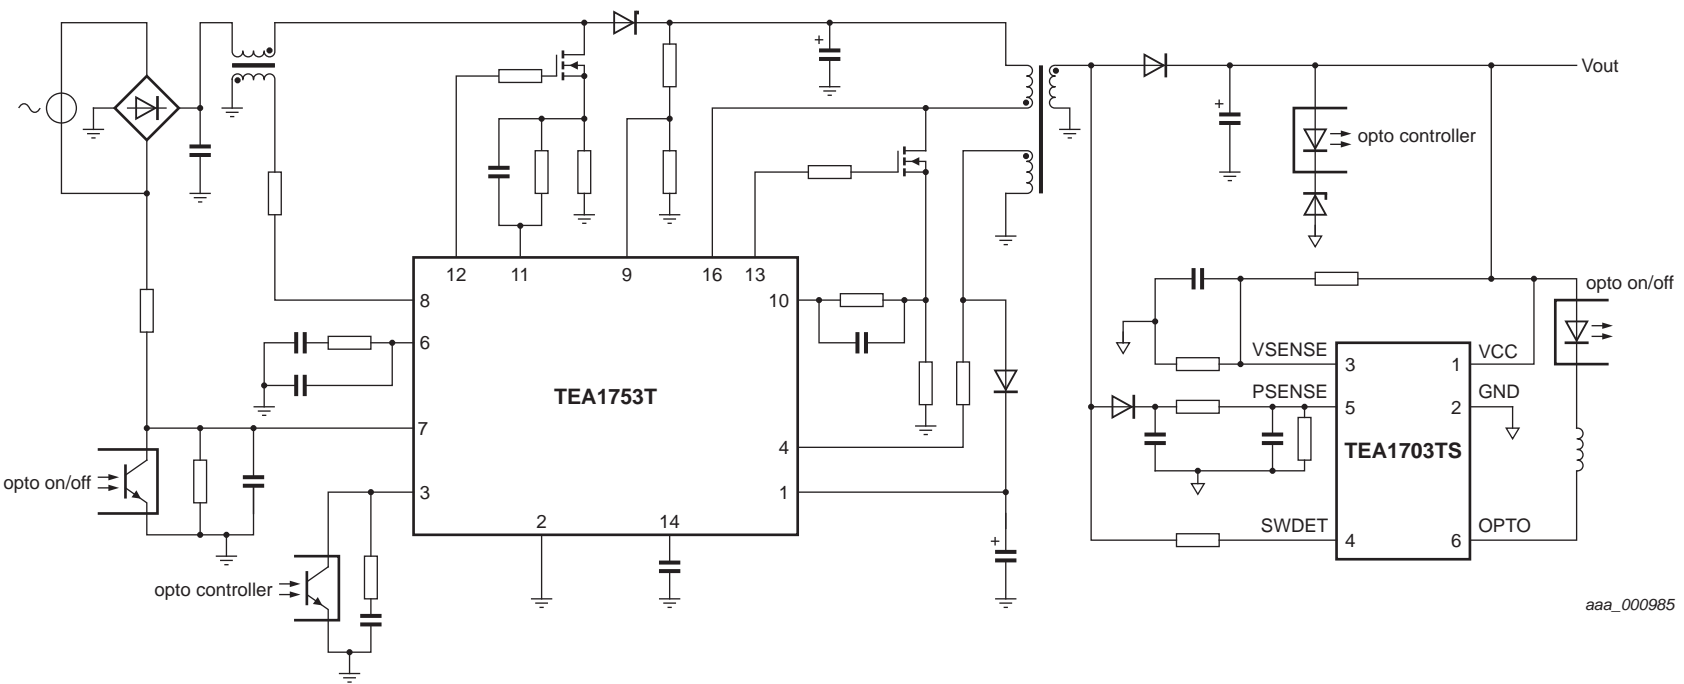 +
+
Vout
opto controller
12
11
9
16
13
8
10
opto on/off
6
VSENSE
3
1
VCC
TEA1753T
PSENSE
5
2
GND
7
4
TEA1703TS
opto on/off
3
1
2
14
SWDET
4
6
OPTO
+
opto controller
aaa_000985